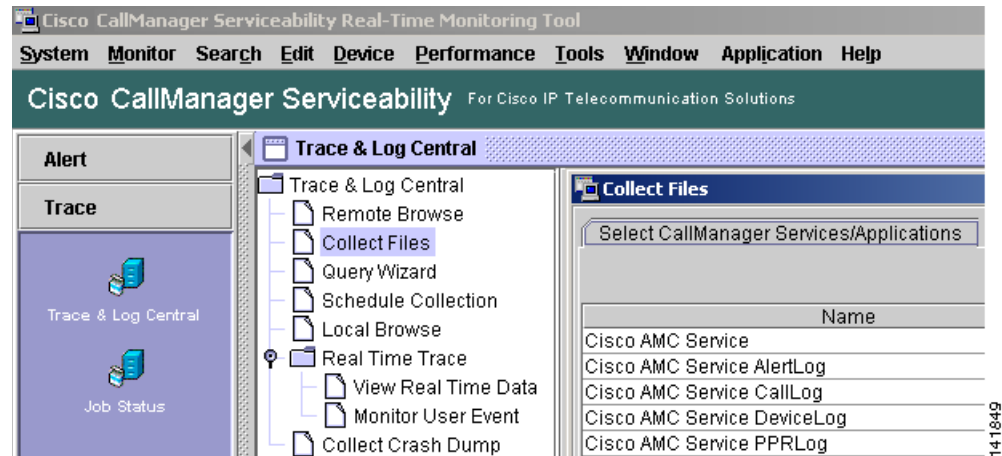 Cisco CallManager Serviceability Real-Time Monitoring Tool
System Monitor Search Edit Device Performance Tools Window Application Help
Cisco CallManager Serviceability For Cisco IP Telecommunication Solutions
Alert
Trace
Trace & Log Central
Job Status
Trace & Log Central
Trace & Log Central
Remote Browse
Collect Files
Query Wizard
Schedule Collection
Local Browse
Real Time Trace
View Real Time Data
Monitor User Event
Collect Crash Dump
Collect Files
Select CallManager Services/Applications
Name
Cisco AMC Service
Cisco AMC Service AlertLog
Cisco AMC Service CallLog
Cisco AMC Service DeviceLog
Cisco AMC Service PPRLog
141849